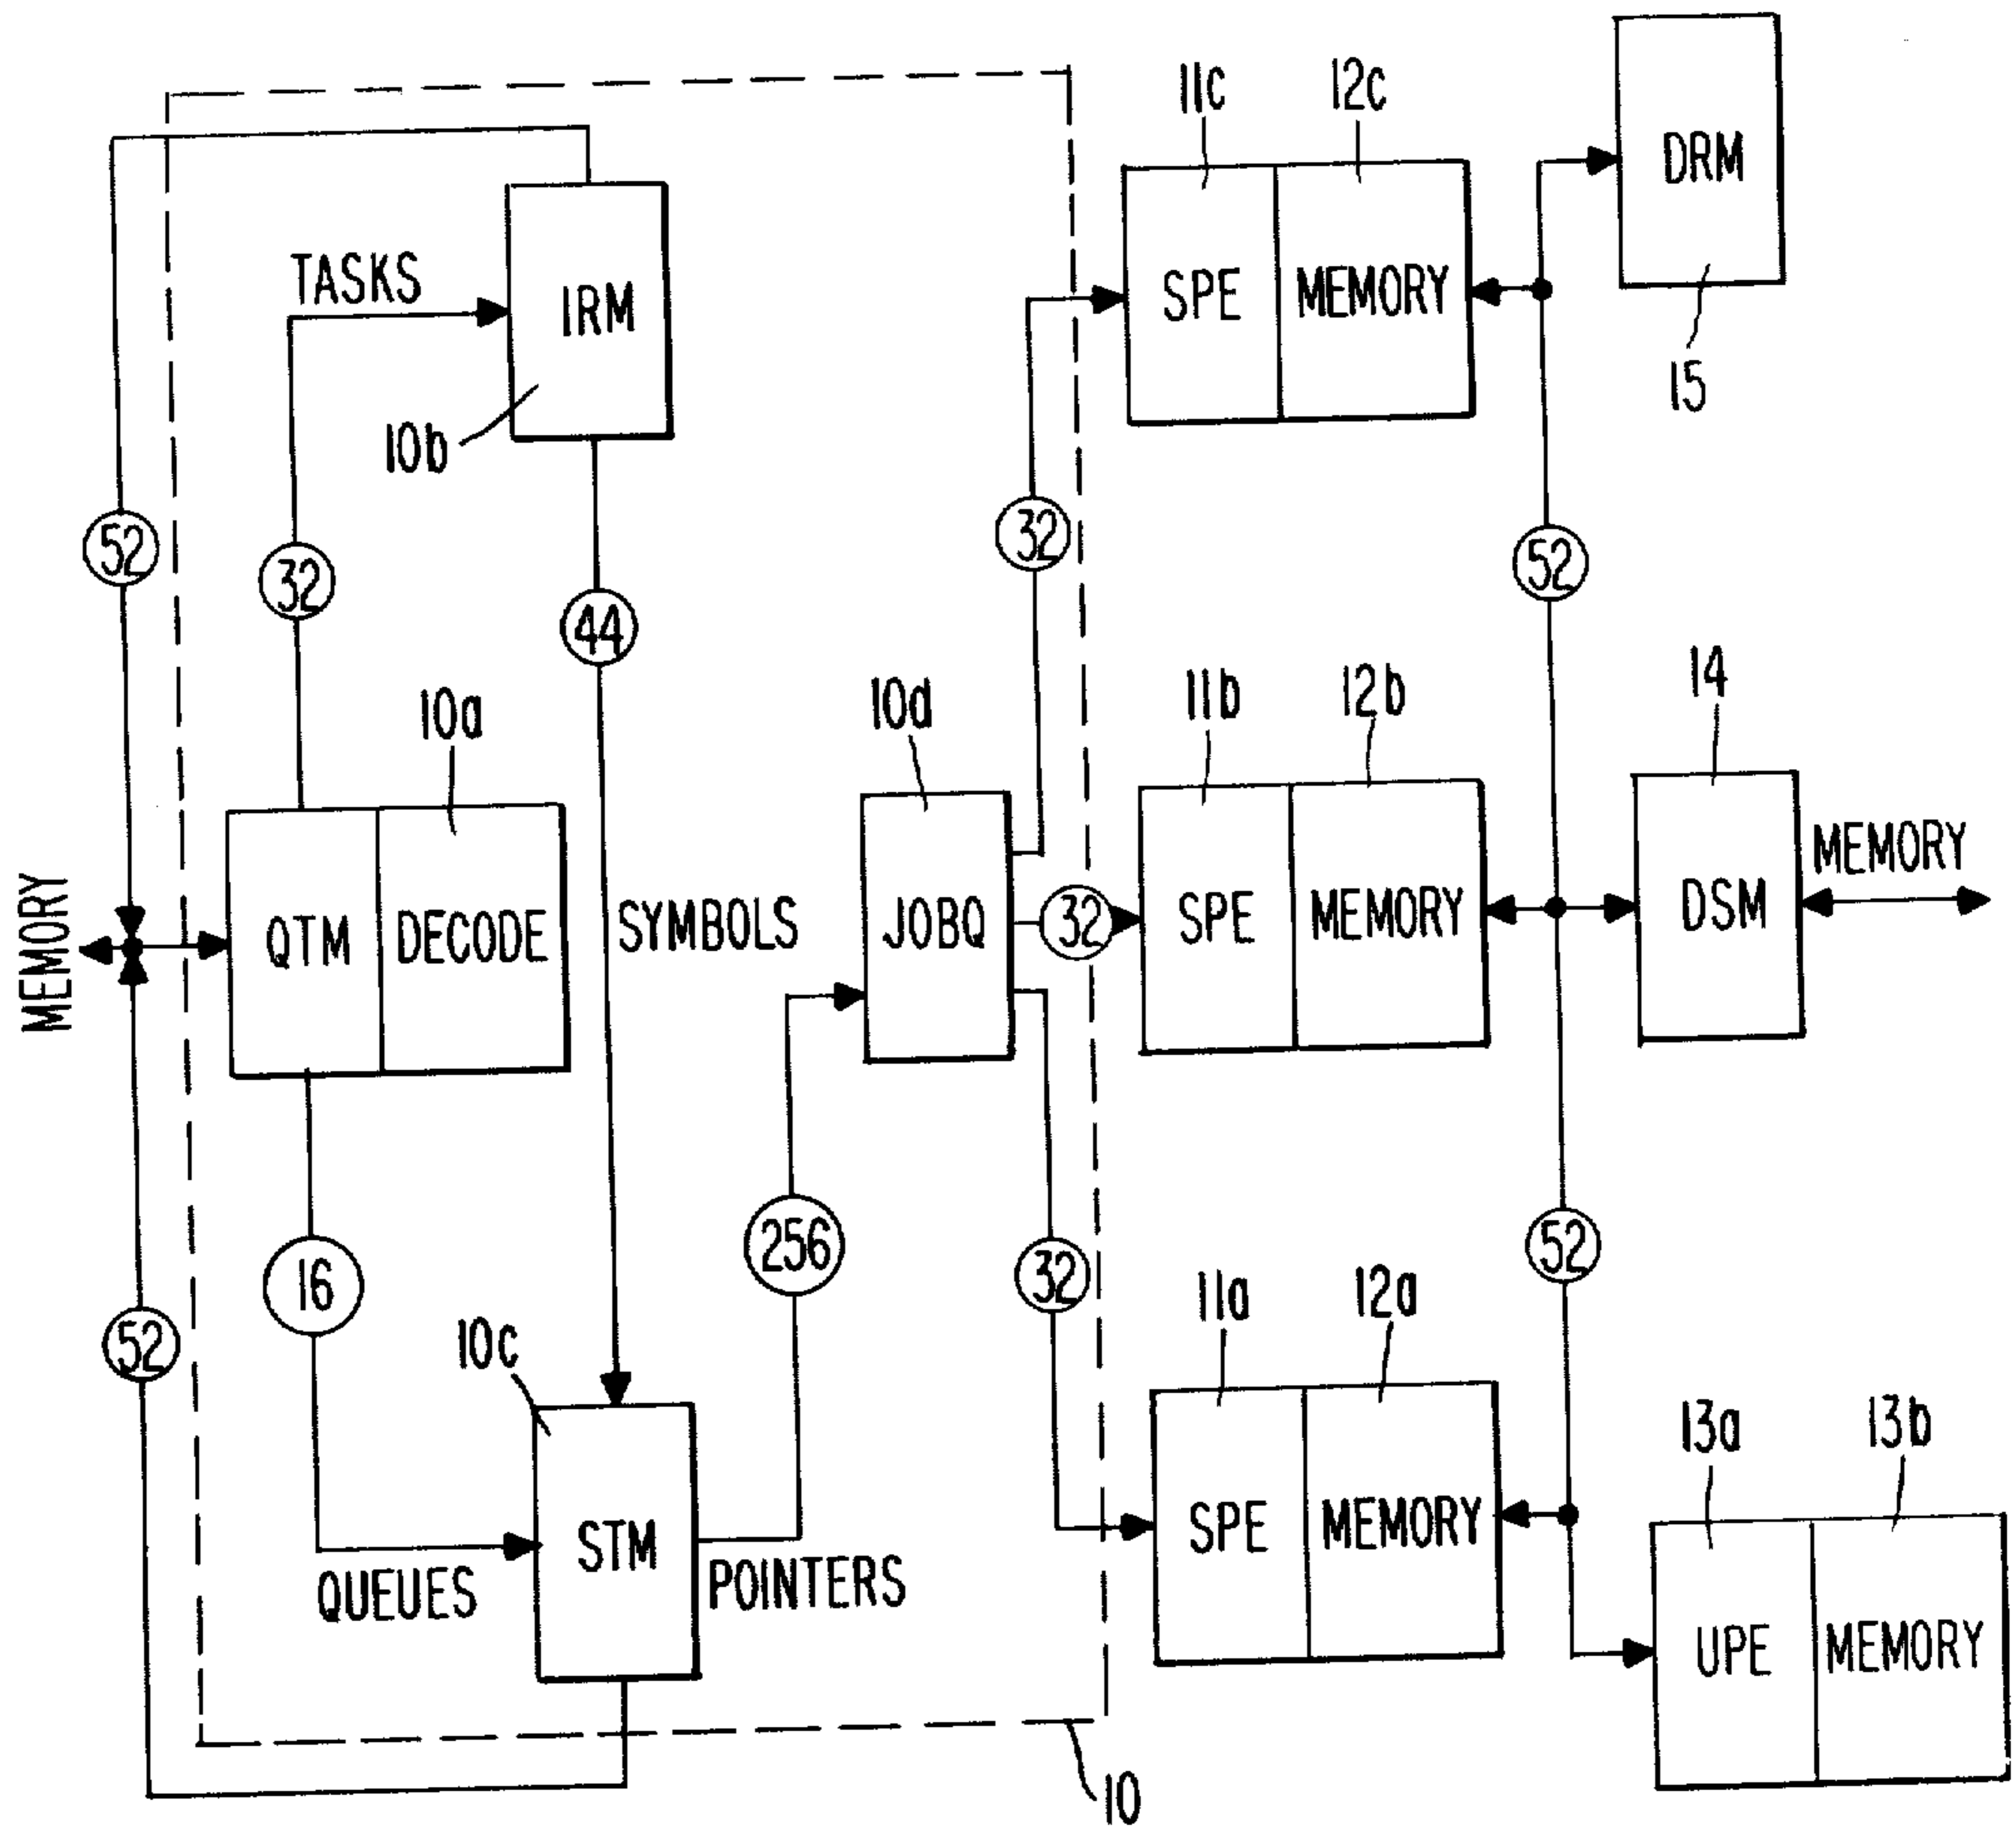 11c
12c
DRM
15
TASKS
IRM
10b
SPE
MEMORY
52
32
44
32
52
10a
10d
11b
12b
14
MEMORY
QTM
DECODE
SYMBOLS
JOBQ
32
SPE
MEMORY
DSM
MEMORY
16
256
32
52
52
10c
11a
12a
13a
13b
STM
QUEUES
POINTERS
SPE
MEMORY
UPE
MEMORY
10